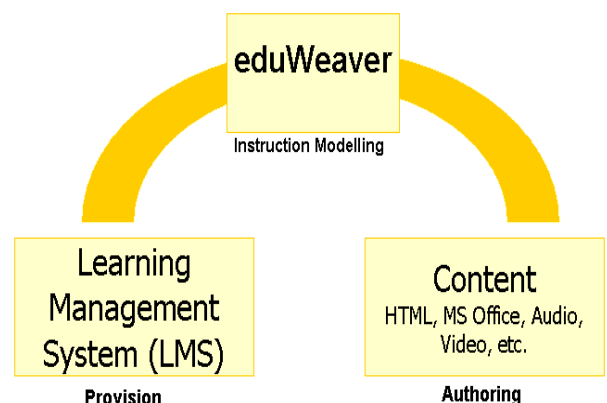 eduWeaver
Instruction Modelling
Learning
Management
System (LMS)
Provision
Content
HTML, MS Office, Audio,
Video, etc.
Authoring